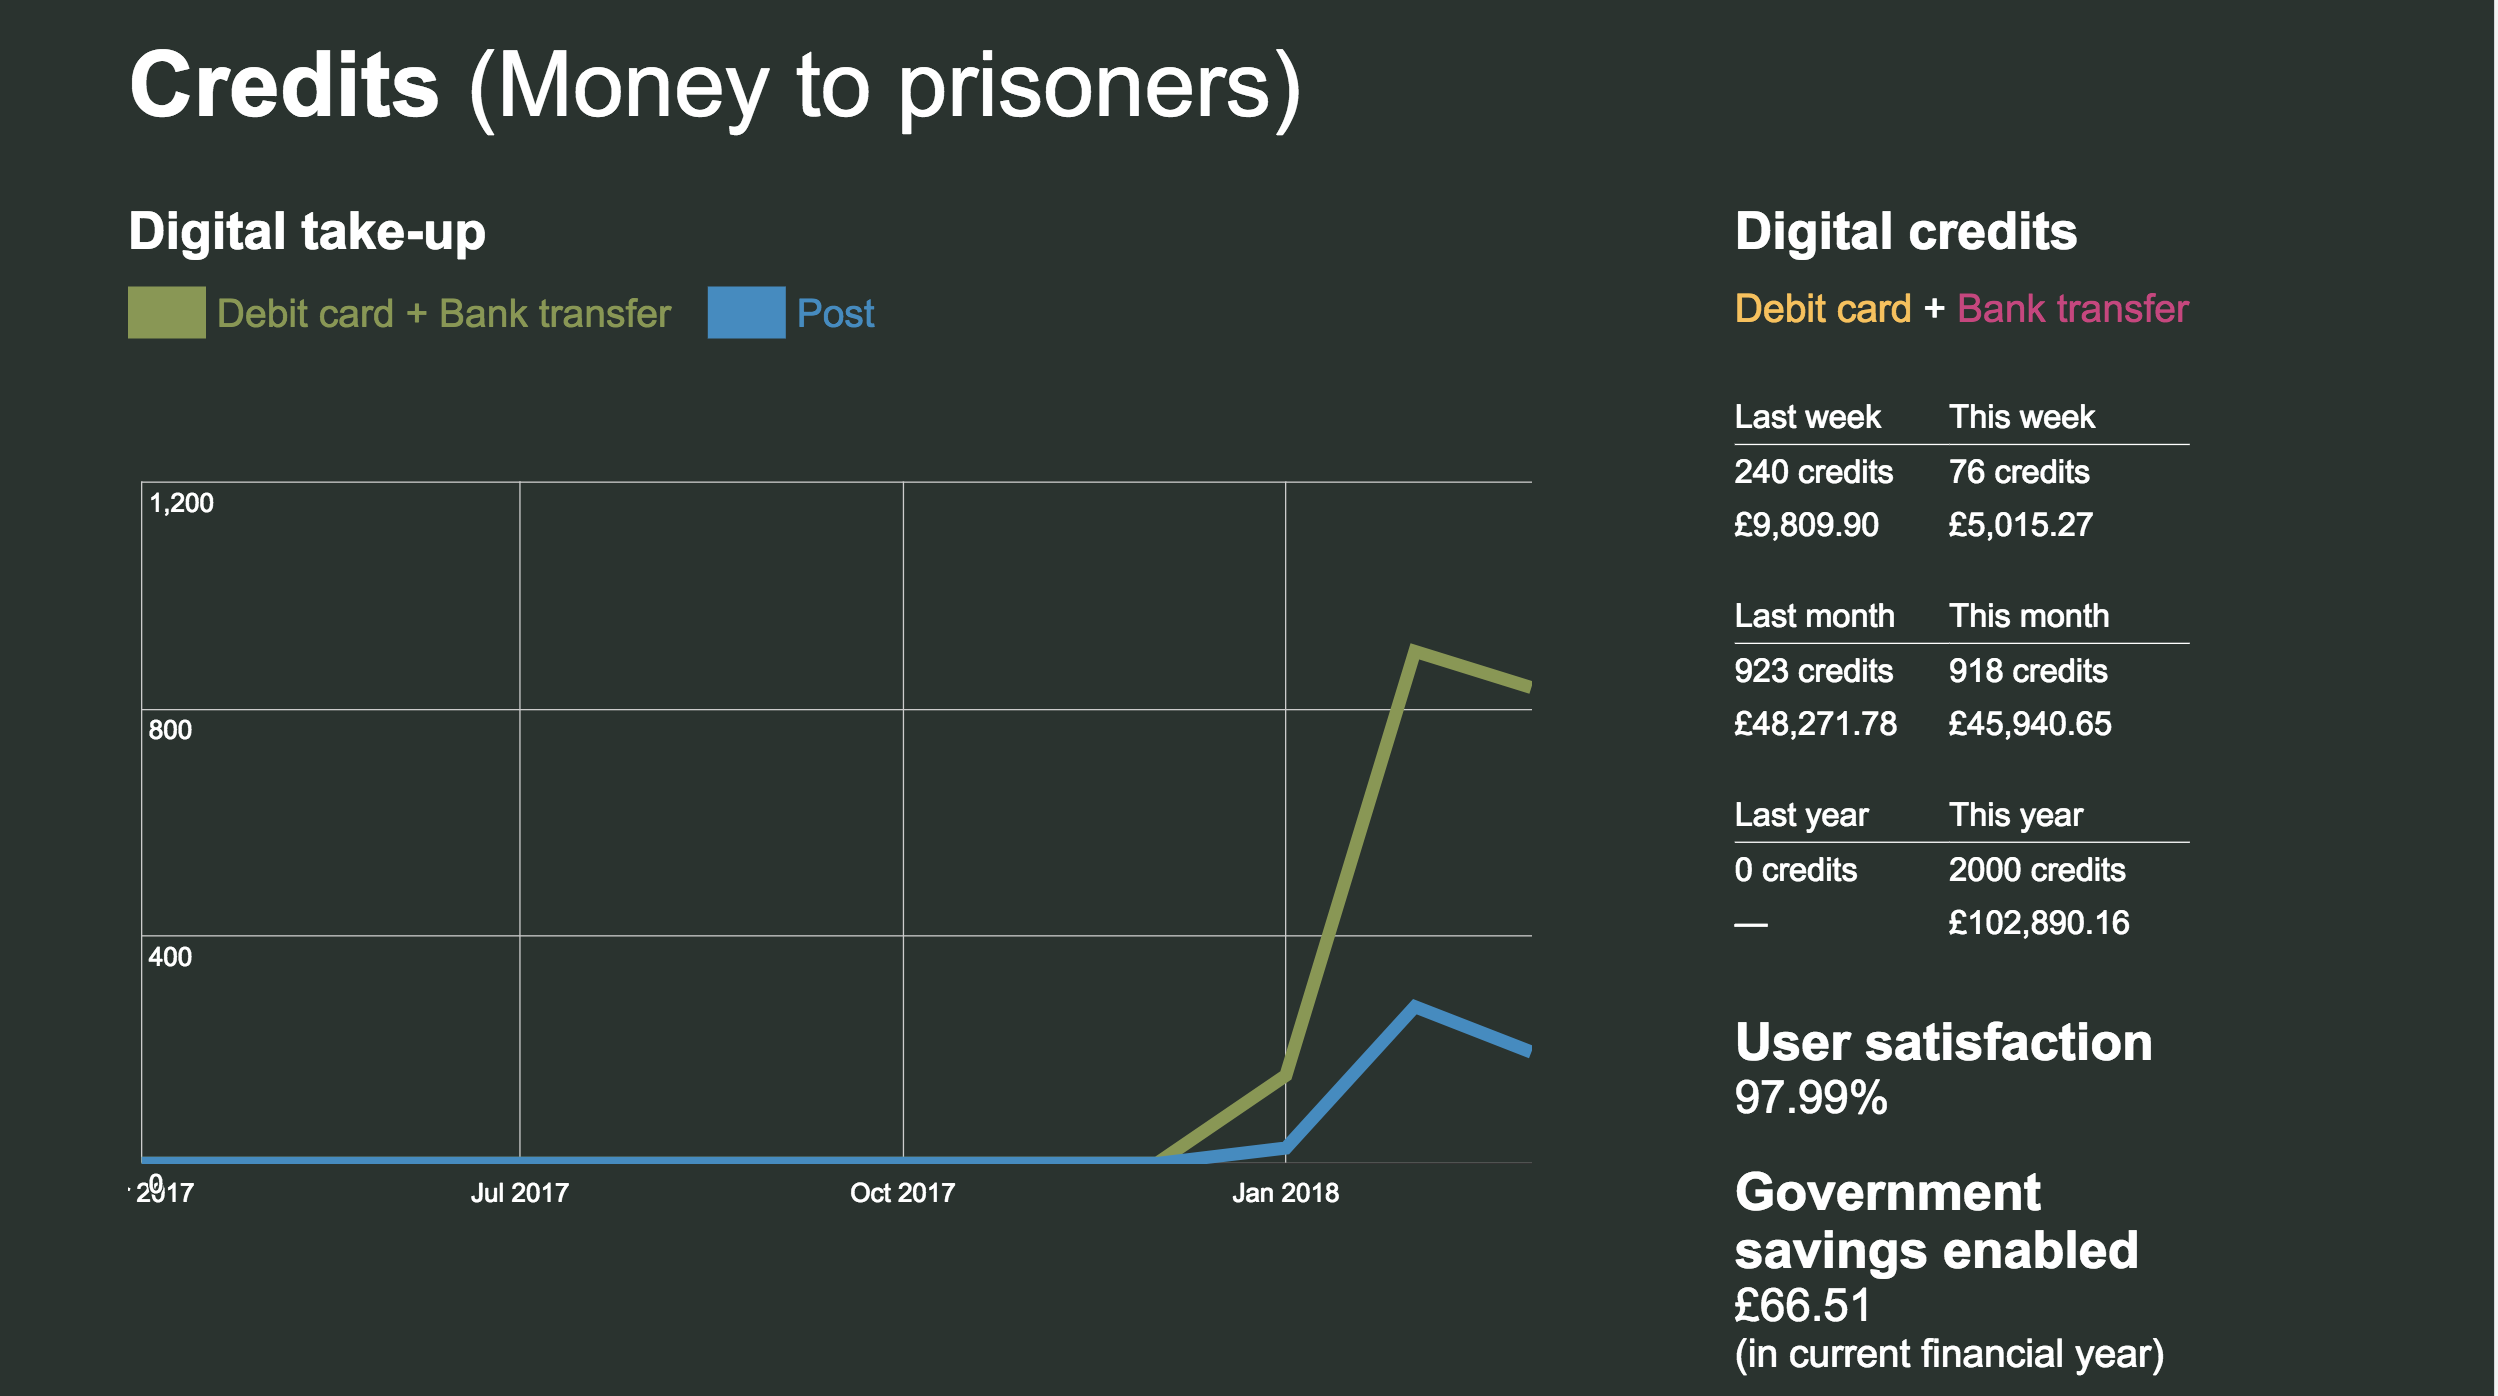 Credits (Money to prisoners)
Digital take-up
Debit card + Bank transfer Post
1,200
800
400
0
2017 Jul 2017 Oct 2017 Jan 2018
Digital credits
Debit card + Bank transfer
Last week This week
240 credits 76 credits
£9,809.90 £5,015.27
Last month This month
923 credits 918 credits
£48,271.78 £45,940.65
Last year This year
0 credits 2000 credits
— £102,890.16
User satisfaction
97.99%
Government
savings enabled
£66.51
(in current financial year)